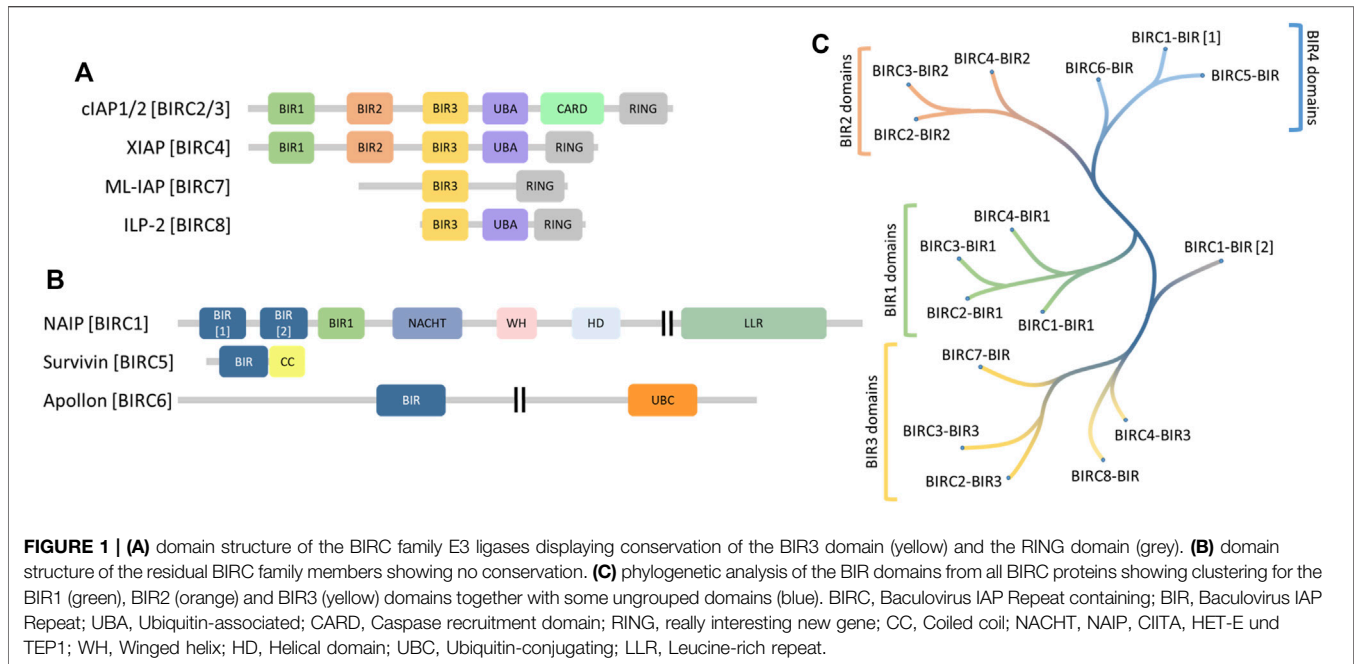 A
cIAP1/2 [BIRC2/3]
BIR1 BIR2 BIR3 UBA CARD RING
XIAP [BIRC4]
BIR1 BIR2 BIR3 UBA RING
ML-IAP [BIRC7]
BIR3 RING
ILP-2 [BIRC8]
BIR3 UBA RING
B
NAIP [BIRC1]
BIR
[1]
BIR
[2]
BIR1 NACHT WH HD LLR
Survivin [BIRC5]
BIR CC
Apollon [BIRC6]
BIR UBC
C
BIR2 domains
BIRC3-BIR2
BIRC4-BIR2
BIRC2-BIR2
BIRC6-BIR
BIRC1-BIR [1]
BIRC5-BIR
BIR4 domains
BIR1 domains
BIRC4-BIR1
BIRC3-BIR1
BIRC2-BIR1
BIRC1-BIR1
BIRC1-BIR [2]
BIR3 domains
BIRC7-BIR
BIRC3-BIR3
BIRC2-BIR3
BIRC4-BIR3
BIRC8-BIR
FIGURE 1 | (A) domain structure of the BIRC family E3 ligases displaying conservation of the BIR3 domain (yellow) and the RING domain (grey). (B) domain
structure of the residual BIRC family members showing no conservation. (C) phylogenetic analysis of the BIR domains from all BIRC proteins showing clustering for the
BIR1 (green), BIR2 (orange) and BIR3 (yellow) domains together with some ungrouped domains (blue). BIRC, Baculovirus IAP Repeat containing; BIR, Baculovirus IAP
Repeat; UBA, Ubiquitin-associated; CARD, Caspase recruitment domain; RING, really interesting new gene; CC, Coiled coil; NACHT, NAIP, CIITA, HET-E und
TEP1; WH, Winged helix; HD, Helical domain; UBC, Ubiquitin-conjugating; LLR, Leucine-rich repeat.